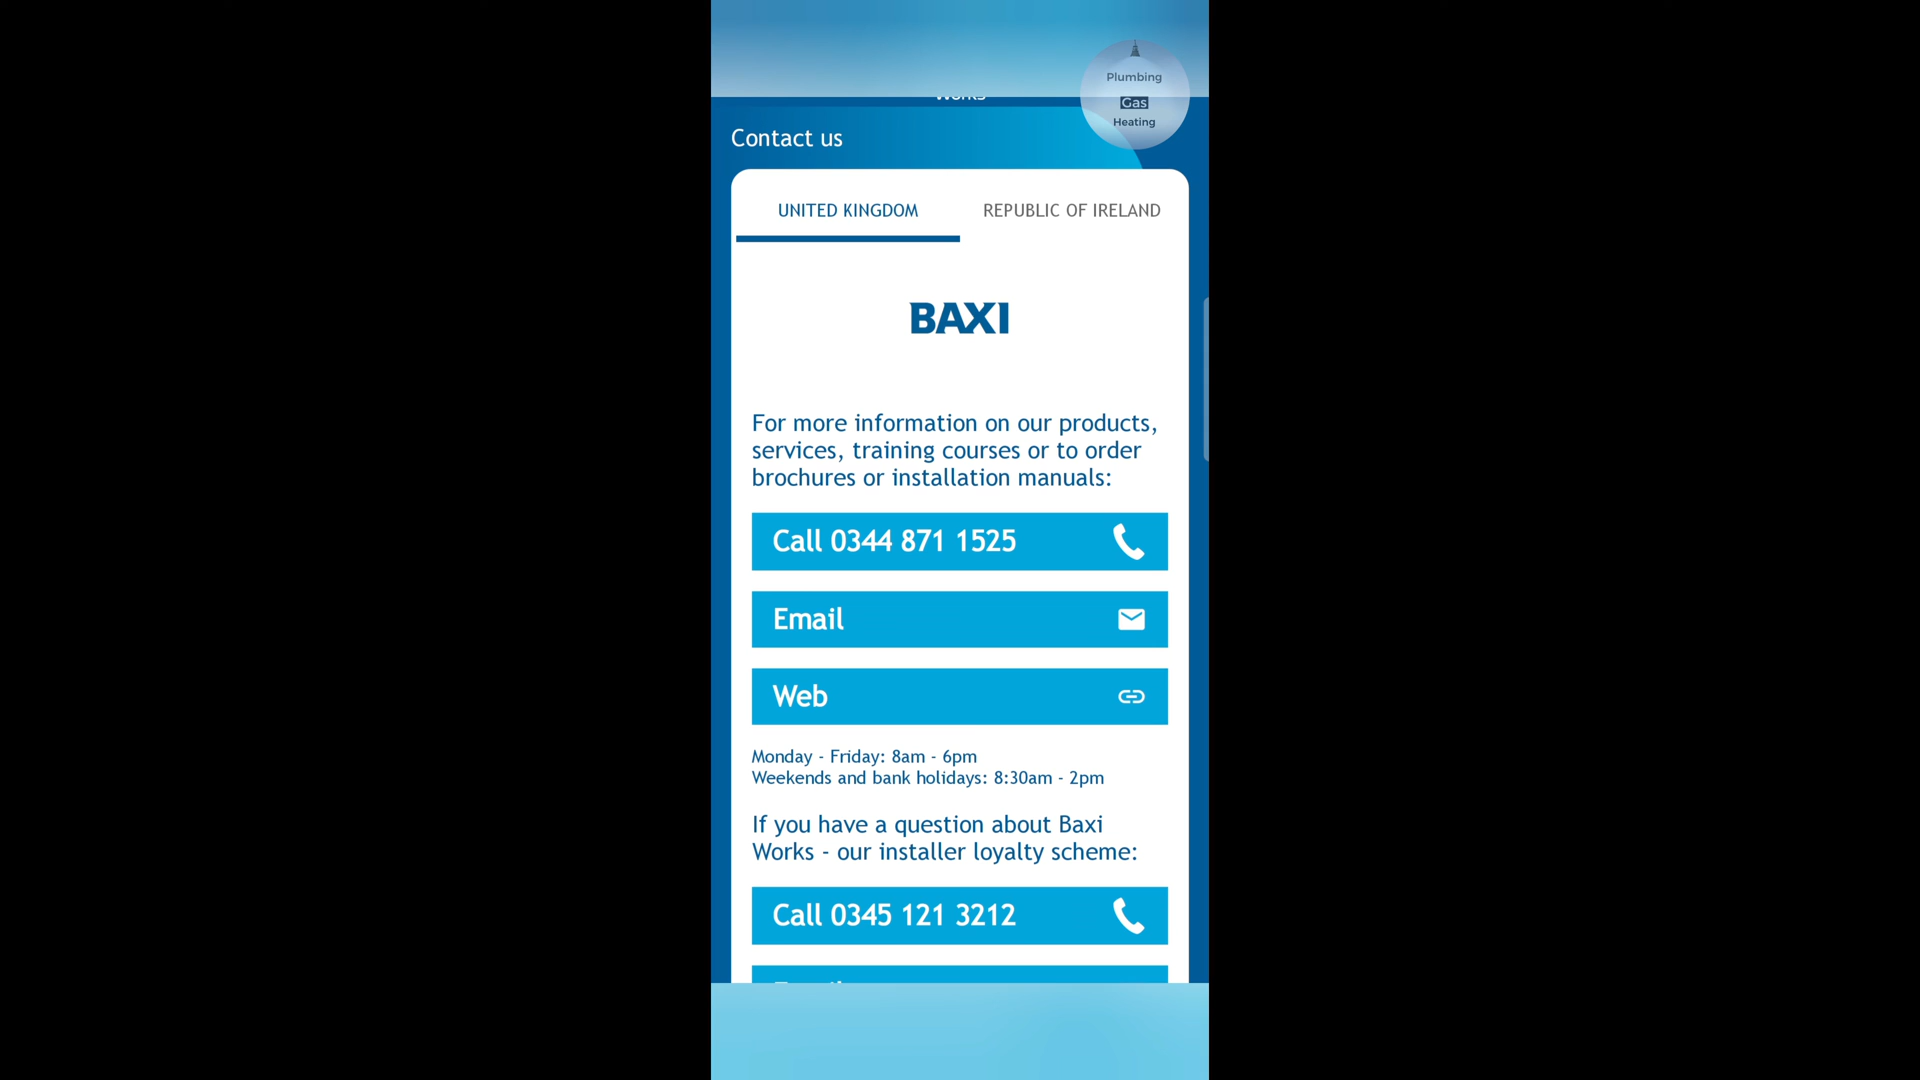 Plumbing
Gas
Heating
Works
Contact us
UNITED KINGDOM
REPUBLIC OF IRELAND
BAXI
For more information on our products,
services, training courses or to order
brochures or installation manuals:
Call 0344 871 1525
Email
Web
Monday - Friday: 8am - 6pm
Weekends and bank holidays: 8:30am - 2pm
If you have a question about Baxi
Works - our installer loyalty scheme:
Call 0345 121 3212